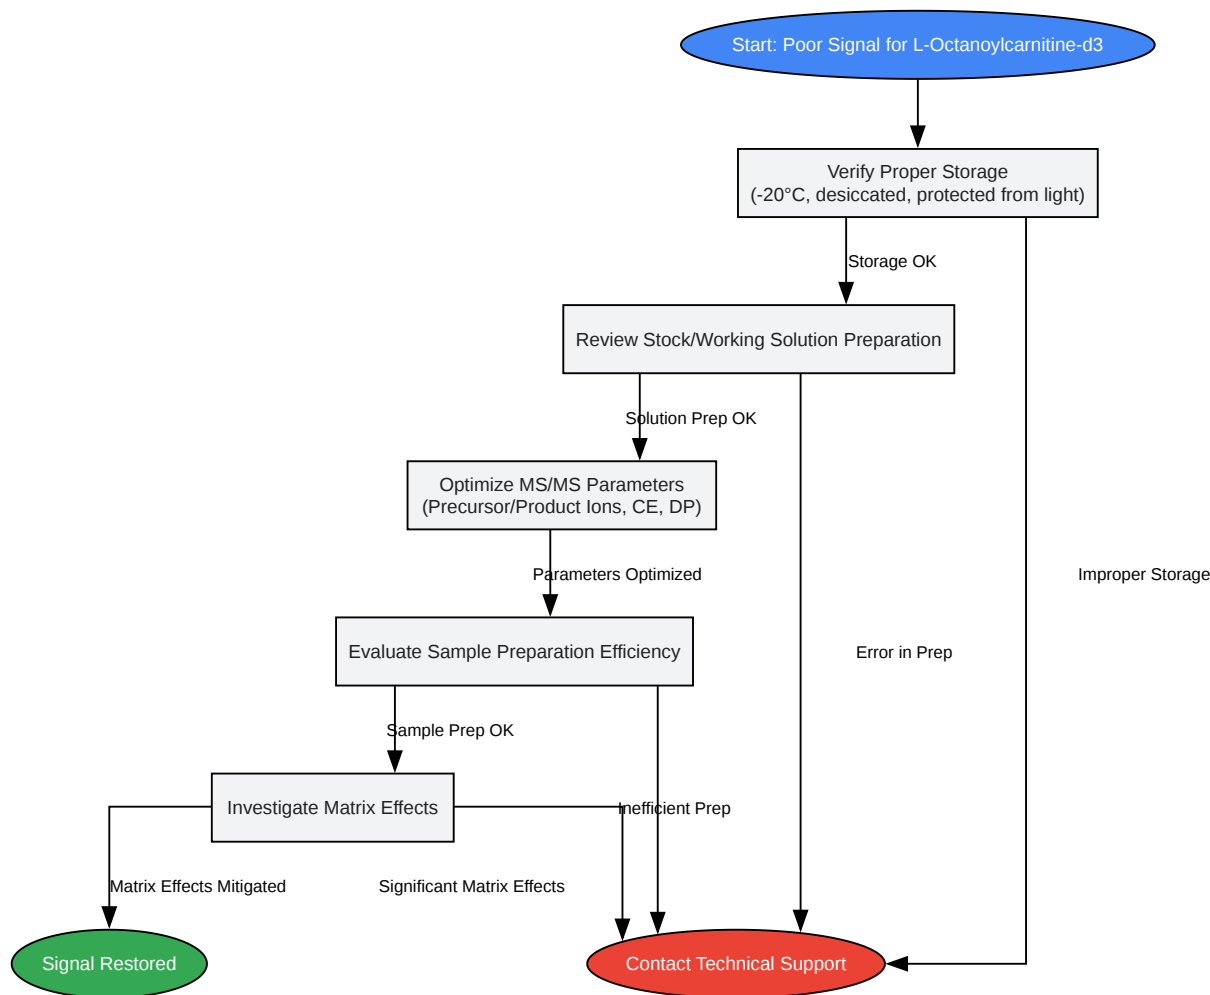 Start: Poor Signal for L-Octanoylcarnitine-d3
Verify Proper Storage
(-20°C, desiccated, protected from light)
Storage OK
Review Stock/Working Solution Preparation
Solution Prep OK
Optimize MS/MS Parameters
(Precursor/Product Ions, CE, DP)
Parameters Optimized
Improper Storage
Evaluate Sample Preparation Efficiency
Error in Prep
Sample Prep OK
Investigate Matrix Effects
Inefficient Prep
Matrix Effects Mitigated
Significant Matrix Effects
Signal Restored
Contact Technical Support